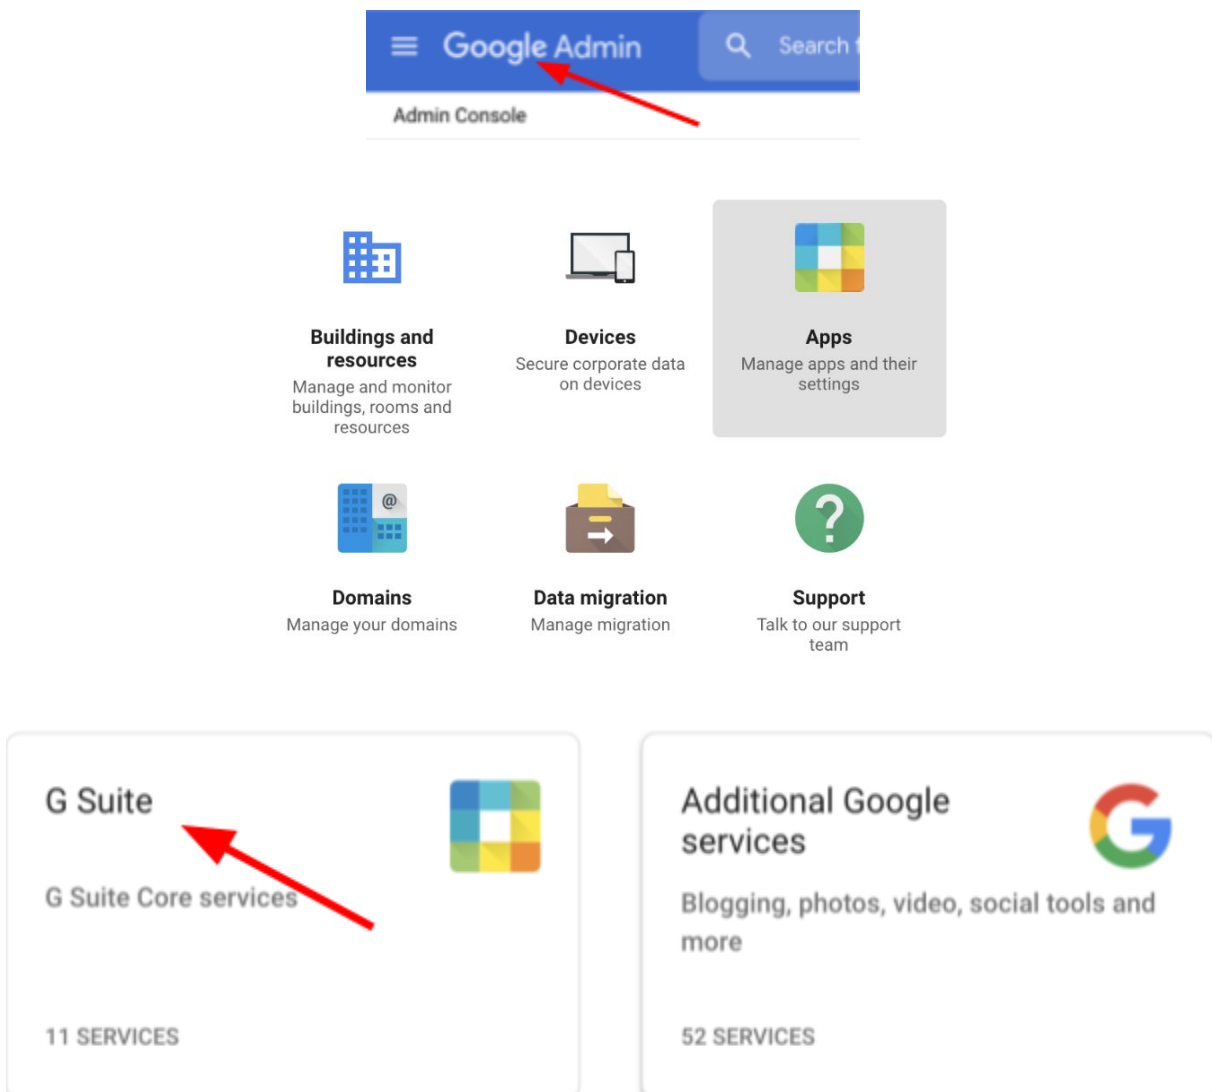 Google Admin
Search
Admin Console
Buildings and
resources
Manage and monitor
buildings, rooms and
resources
Devices
Secure corporate data
on devices
Apps
Manage apps and their
settings
@
Domains
Manage your domains
Data migration
Manage migration
?
Support
Talk to our support
team
G Suite
G Suite Core services
11 SERVICES
Additional Google
services
G
Blogging, photos, video, social tools and
more
52 SERVICES